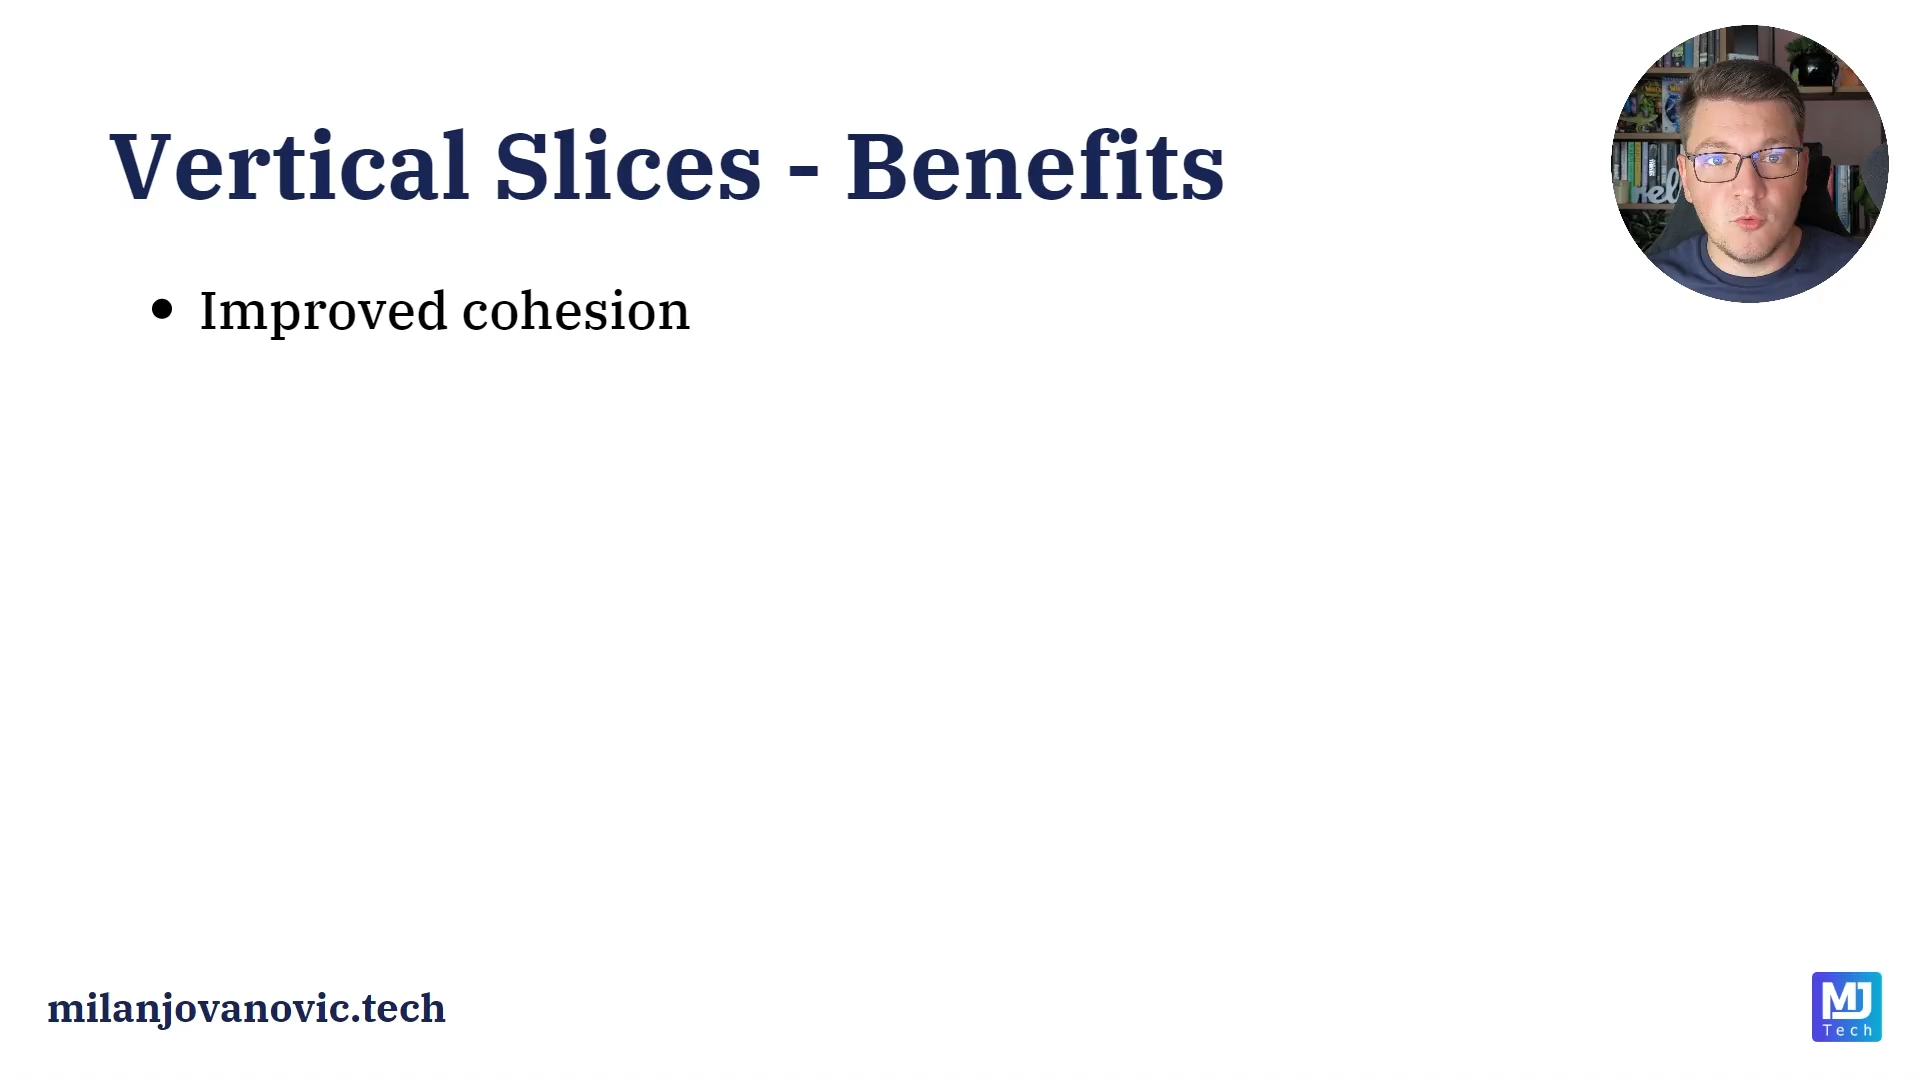 Vertical Slices - Benefits
• Improved cohesion
milanjovanovic.tech
MJ
Tech